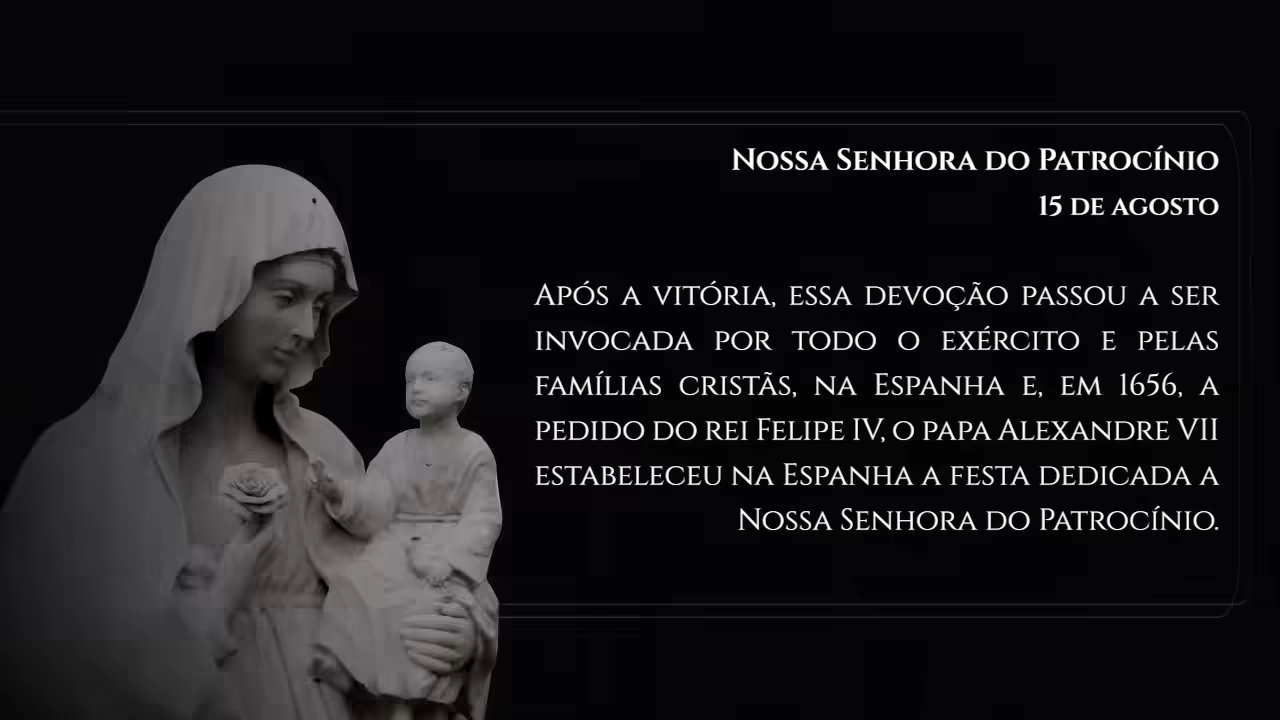 Nossa Senhora do Patrocínio
15 de agosto
Após a vitória, essa devoção passou a ser
invocada por todo o exército e pelas
famílias cristãs, na Espanha e, em 1656, a
pedido do rei Felipe IV, o papa Alexandre VII
estabeleceu na Espanha a festa dedicada a
Nossa Senhora do Patrocínio.